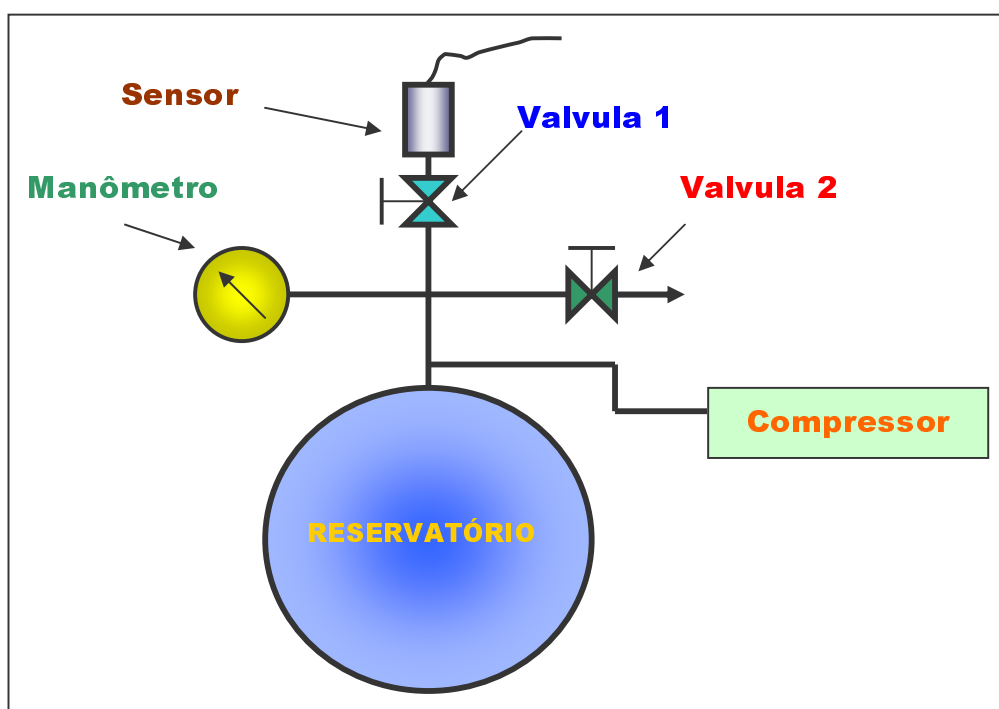 Sensor
Valvula 1
Manômetro
Valvula 2
Compressor
RESERVATÓRIO